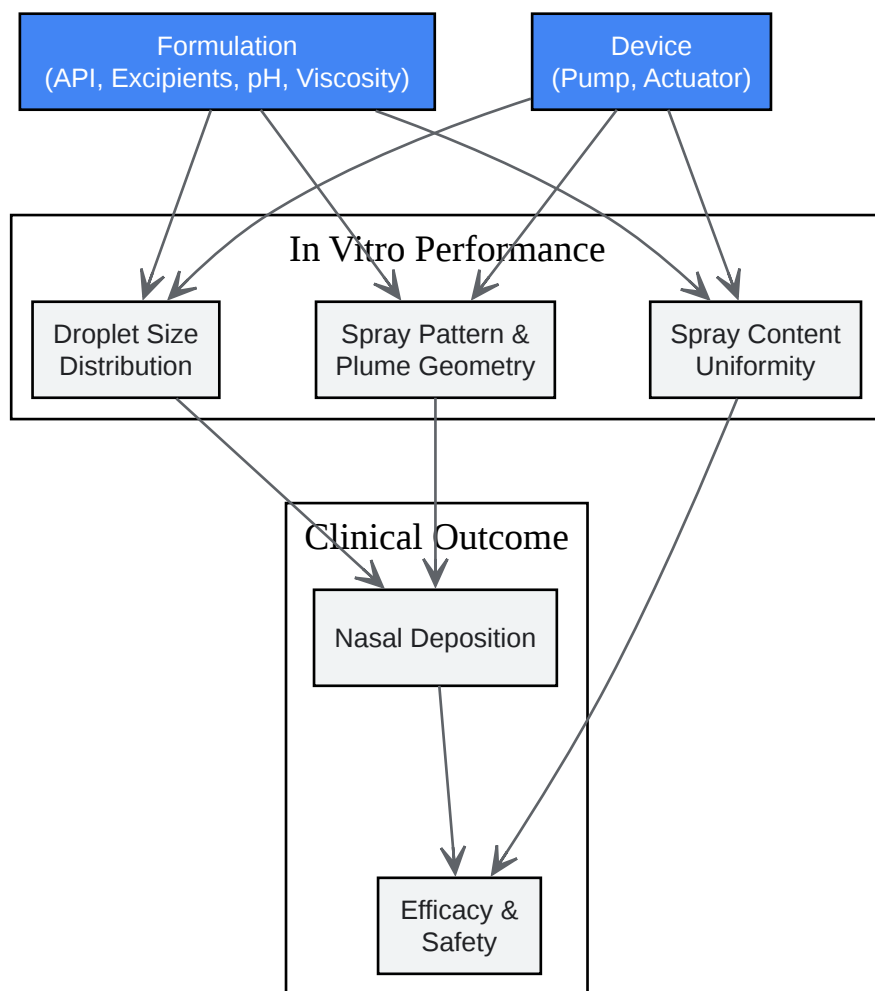 Formulation
(API, Excipients, pH, Viscosity)
Device
(Pump, Actuator)
In Vitro Performance
Droplet Size
Distribution
Spray Pattern &
Plume Geometry
Spray Content
Uniformity
Clinical Outcome
Nasal Deposition
Efficacy &
Safety